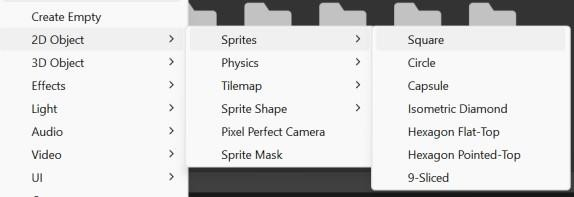 Create Empty
2D Object
3D Object
Effects
Light
Audio
Video
UI
Sprites
Physics
Tilemap
Sprite Shape
Pixel Perfect Camera
Sprite Mask
Square
Circle
Capsule
Isometric Diamond
Hexagon Flat-Top
Hexagon Pointed-Top
9-Sliced